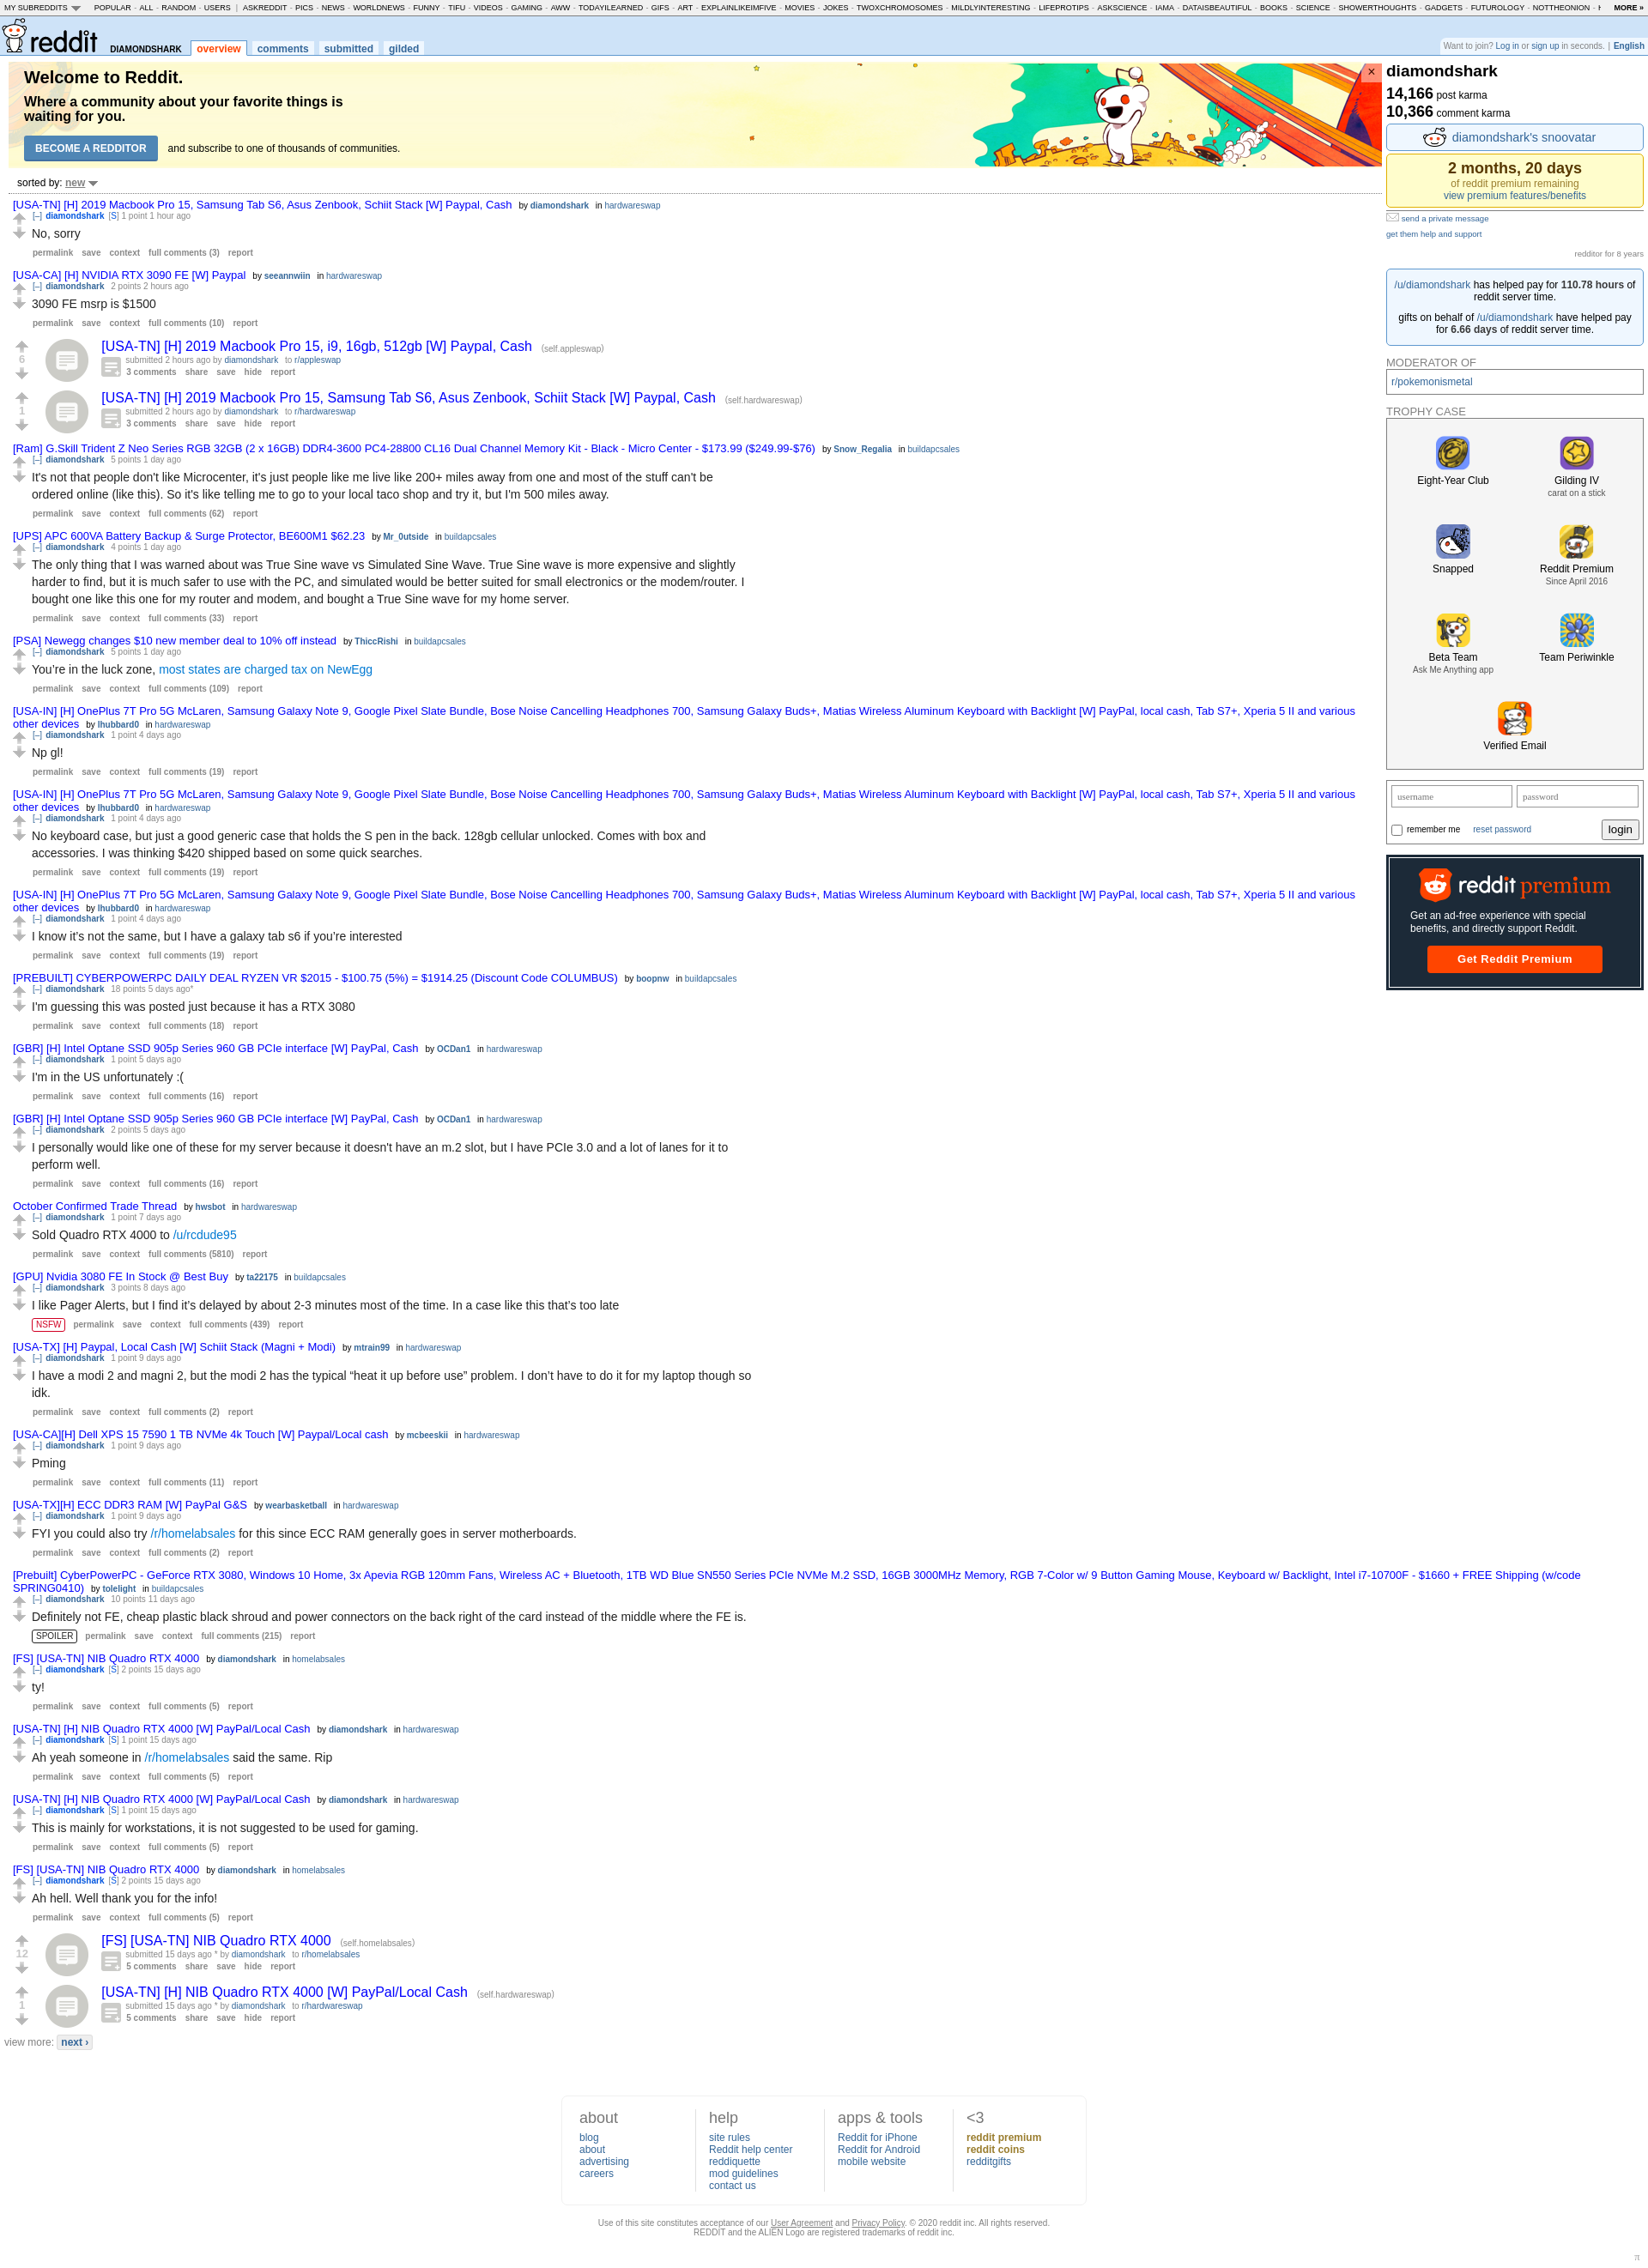 MY SUBREDDITS POPULAR - ALL - RANDOM - USERS | ASKREDDIT - PICS - NEWS - WORLDNEWS - FUNNY - TIFU - VIDEOS - GAMING - AWW - TODAYILEARNED - GIFS - ART - EXPLAINLIKEIMFIVE - MOVIES - JOKES - TWOXCHROMOSOMES - MILDLYINTERESTING - LIFEPROTIPS - ASKSCIENCE - IAMA - DATAISBEAUTIFUL - BOOKS - SCIENCE - SHOWERTHOUGHTS - GADGETS - FUTUROLOGY - NOTTHEONION - MORE »
reddit DIAMONDSHARK overview comments submitted gilded
Want to join? Log in or sign up in seconds. | English
Welcome to Reddit.
Where a community about your favorite things is
waiting for you.
BECOME A REDDITOR and subscribe to one of thousands of communities.
×
sorted by: new
[USA-TN] [H] 2019 Macbook Pro 15, Samsung Tab S6, Asus Zenbook, Schiit Stack [W] Paypal, Cash by diamondshark in hardwareswap
[–] diamondshark [S] 1 point 1 hour ago
No, sorry
permalink save context full comments (3) report
[USA-CA] [H] NVIDIA RTX 3090 FE [W] Paypal by seeannwiin in hardwareswap
[–] diamondshark 2 points 2 hours ago
3090 FE msrp is $1500
permalink save context full comments (10) report
6
[USA-TN] [H] 2019 Macbook Pro 15, i9, 16gb, 512gb [W] Paypal, Cash (self.appleswap)
submitted 2 hours ago by diamondshark to r/appleswap
3 comments share save hide report
1
[USA-TN] [H] 2019 Macbook Pro 15, Samsung Tab S6, Asus Zenbook, Schiit Stack [W] Paypal, Cash (self.hardwareswap)
submitted 2 hours ago by diamondshark to r/hardwareswap
3 comments share save hide report
[Ram] G.Skill Trident Z Neo Series RGB 32GB (2 x 16GB) DDR4-3600 PC4-28800 CL16 Dual Channel Memory Kit - Black - Micro Center - $173.99 ($249.99-$76) by Snow_Regalia in buildapcsales
[–] diamondshark 5 points 1 day ago
It's not that people don't like Microcenter, it's just people like me live like 200+ miles away from one and most of the stuff can't be
ordered online (like this). So it's like telling me to go to your local taco shop and try it, but I'm 500 miles away.
permalink save context full comments (62) report
[UPS] APC 600VA Battery Backup & Surge Protector, BE600M1 $62.23 by Mr_0utside in buildapcsales
[–] diamondshark 4 points 1 day ago
The only thing that I was warned about was True Sine wave vs Simulated Sine Wave. True Sine wave is more expensive and slightly
harder to find, but it is much safer to use with the PC, and simulated would be better suited for small electronics or the modem/router. I
bought one like this one for my router and modem, and bought a True Sine wave for my home server.
permalink save context full comments (33) report
[PSA] Newegg changes $10 new member deal to 10% off instead by ThiccRishi in buildapcsales
[–] diamondshark 5 points 1 day ago
You're in the luck zone, most states are charged tax on NewEgg
permalink save context full comments (109) report
[USA-IN] [H] OnePlus 7T Pro 5G McLaren, Samsung Galaxy Note 9, Google Pixel Slate Bundle, Bose Noise Cancelling Headphones 700, Samsung Galaxy Buds+, Matias Wireless Aluminum Keyboard with Backlight [W] PayPal, local cash, Tab S7+, Xperia 5 II and various
other devices by lhubbard0 in hardwareswap
[–] diamondshark 1 point 4 days ago
Np gl!
permalink save context full comments (19) report
[USA-IN] [H] OnePlus 7T Pro 5G McLaren, Samsung Galaxy Note 9, Google Pixel Slate Bundle, Bose Noise Cancelling Headphones 700, Samsung Galaxy Buds+, Matias Wireless Aluminum Keyboard with Backlight [W] PayPal, local cash, Tab S7+, Xperia 5 II and various
other devices by lhubbard0 in hardwareswap
[–] diamondshark 1 point 4 days ago
No keyboard case, but just a good generic case that holds the S pen in the back. 128gb cellular unlocked. Comes with box and
accessories. I was thinking $420 shipped based on some quick searches.
permalink save context full comments (19) report
[USA-IN] [H] OnePlus 7T Pro 5G McLaren, Samsung Galaxy Note 9, Google Pixel Slate Bundle, Bose Noise Cancelling Headphones 700, Samsung Galaxy Buds+, Matias Wireless Aluminum Keyboard with Backlight [W] PayPal, local cash, Tab S7+, Xperia 5 II and various
other devices by lhubbard0 in hardwareswap
[–] diamondshark 1 point 4 days ago
I know it's not the same, but I have a galaxy tab s6 if you're interested
permalink save context full comments (19) report
[PREBUILT] CYBERPOWERPC DAILY DEAL RYZEN VR $2015 - $100.75 (5%) = $1914.25 (Discount Code COLUMBUS) by boopnw in buildapcsales
[–] diamondshark 18 points 5 days ago*
I'm guessing this was posted just because it has a RTX 3080
permalink save context full comments (18) report
[GBR] [H] Intel Optane SSD 905p Series 960 GB PCIe interface [W] PayPal, Cash by OCDan1 in hardwareswap
[–] diamondshark 1 point 5 days ago
I'm in the US unfortunately :(
permalink save context full comments (16) report
[GBR] [H] Intel Optane SSD 905p Series 960 GB PCIe interface [W] PayPal, Cash by OCDan1 in hardwareswap
[–] diamondshark 2 points 5 days ago
I personally would like one of these for my server because it doesn't have an m.2 slot, but I have PCIe 3.0 and a lot of lanes for it to
perform well.
permalink save context full comments (16) report
October Confirmed Trade Thread by hwsbot in hardwareswap
[–] diamondshark 1 point 7 days ago
Sold Quadro RTX 4000 to /u/rcdude95
permalink save context full comments (5810) report
[GPU] Nvidia 3080 FE In Stock @ Best Buy by ta22175 in buildapcsales
[–] diamondshark 3 points 8 days ago
I like Pager Alerts, but I find it's delayed by about 2-3 minutes most of the time. In a case like this that's too late
NSFW permalink save context full comments (439) report
[USA-TX] [H] Paypal, Local Cash [W] Schiit Stack (Magni + Modi) by mtrain99 in hardwareswap
[–] diamondshark 1 point 9 days ago
I have a modi 2 and magni 2, but the modi 2 has the typical “heat it up before use” problem. I don't have to do it for my laptop though so
idk.
permalink save context full comments (2) report
[USA-CA][H] Dell XPS 15 7590 1 TB NVMe 4k Touch [W] Paypal/Local cash by mcbeeskii in hardwareswap
[–] diamondshark 1 point 9 days ago
Pming
permalink save context full comments (11) report
[USA-TX][H] ECC DDR3 RAM [W] PayPal G&S by wearbasketball in hardwareswap
[–] diamondshark 1 point 9 days ago
FYI you could also try /r/homelabsales for this since ECC RAM generally goes in server motherboards.
permalink save context full comments (2) report
[Prebuilt] CyberPowerPC - GeForce RTX 3080, Windows 10 Home, 3x Apevia RGB 120mm Fans, Wireless AC + Bluetooth, 1TB WD Blue SN550 Series PCIe NVMe M.2 SSD, 16GB 3000MHz Memory, RGB 7-Color w/ 9 Button Gaming Mouse, Keyboard w/ Backlight, Intel i7-10700F - $1660 + FREE Shipping (w/code
SPRING0410) by tolelight in buildapcsales
[–] diamondshark 10 points 11 days ago
Definitely not FE, cheap plastic black shroud and power connectors on the back right of the card instead of the middle where the FE is.
SPOILER permalink save context full comments (215) report
[FS] [USA-TN] NIB Quadro RTX 4000 by diamondshark in homelabsales
[–] diamondshark [S] 2 points 15 days ago
ty!
permalink save context full comments (5) report
[USA-TN] [H] NIB Quadro RTX 4000 [W] PayPal/Local Cash by diamondshark in hardwareswap
[–] diamondshark [S] 1 point 15 days ago
Ah yeah someone in /r/homelabsales said the same. Rip
permalink save context full comments (5) report
[USA-TN] [H] NIB Quadro RTX 4000 [W] PayPal/Local Cash by diamondshark in hardwareswap
[–] diamondshark [S] 1 point 15 days ago
This is mainly for workstations, it is not suggested to be used for gaming.
permalink save context full comments (5) report
[FS] [USA-TN] NIB Quadro RTX 4000 by diamondshark in homelabsales
[–] diamondshark [S] 2 points 15 days ago
Ah hell. Well thank you for the info!
permalink save context full comments (5) report
12
[FS] [USA-TN] NIB Quadro RTX 4000 (self.homelabsales)
submitted 15 days ago * by diamondshark to r/homelabsales
5 comments share save hide report
1
[USA-TN] [H] NIB Quadro RTX 4000 [W] PayPal/Local Cash (self.hardwareswap)
submitted 15 days ago * by diamondshark to r/hardwareswap
5 comments share save hide report
view more: next ›
diamondshark
14,166 post karma
10,366 comment karma
diamondshark's snoovatar
2 months, 20 days
of reddit premium remaining
view premium features/benefits
send a private message
get them help and support
redditor for 8 years
/u/diamondshark has helped pay for 110.78 hours of
reddit server time.
gifts on behalf of /u/diamondshark have helped pay
for 6.66 days of reddit server time.
MODERATOR OF
r/pokemonismetal
TROPHY CASE
Eight-Year Club
Gilding IV
carat on a stick
Snapped
Reddit Premium
Since April 2016
Beta Team
Ask Me Anything app
Team Periwinkle
Verified Email
username password
remember me reset password login
reddit premium
Get an ad-free experience with special
benefits, and directly support Reddit.
Get Reddit Premium
about
blog
about
advertising
careers
help
site rules
Reddit help center
reddiquette
mod guidelines
contact us
apps & tools
Reddit for iPhone
Reddit for Android
mobile website
<3
reddit premium
reddit coins
redditgifts
Use of this site constitutes acceptance of our User Agreement and Privacy Policy. © 2020 reddit inc. All rights reserved.
REDDIT and the ALIEN Logo are registered trademarks of reddit inc.
π